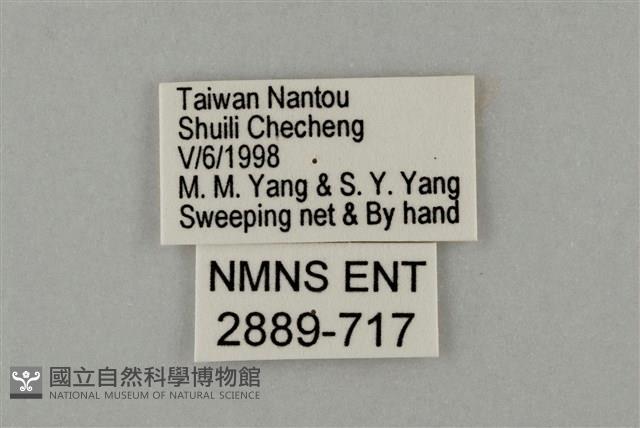 Taiwan Nantou
Shuili Checheng
V/6/1998
M. M. Yang & S. Y. Yang
Sweeping net & By hand
NMNS ENT
2889-717
國立自然科學博物館
NATIONAL MUSEUM OF NATURAL SCIENCE